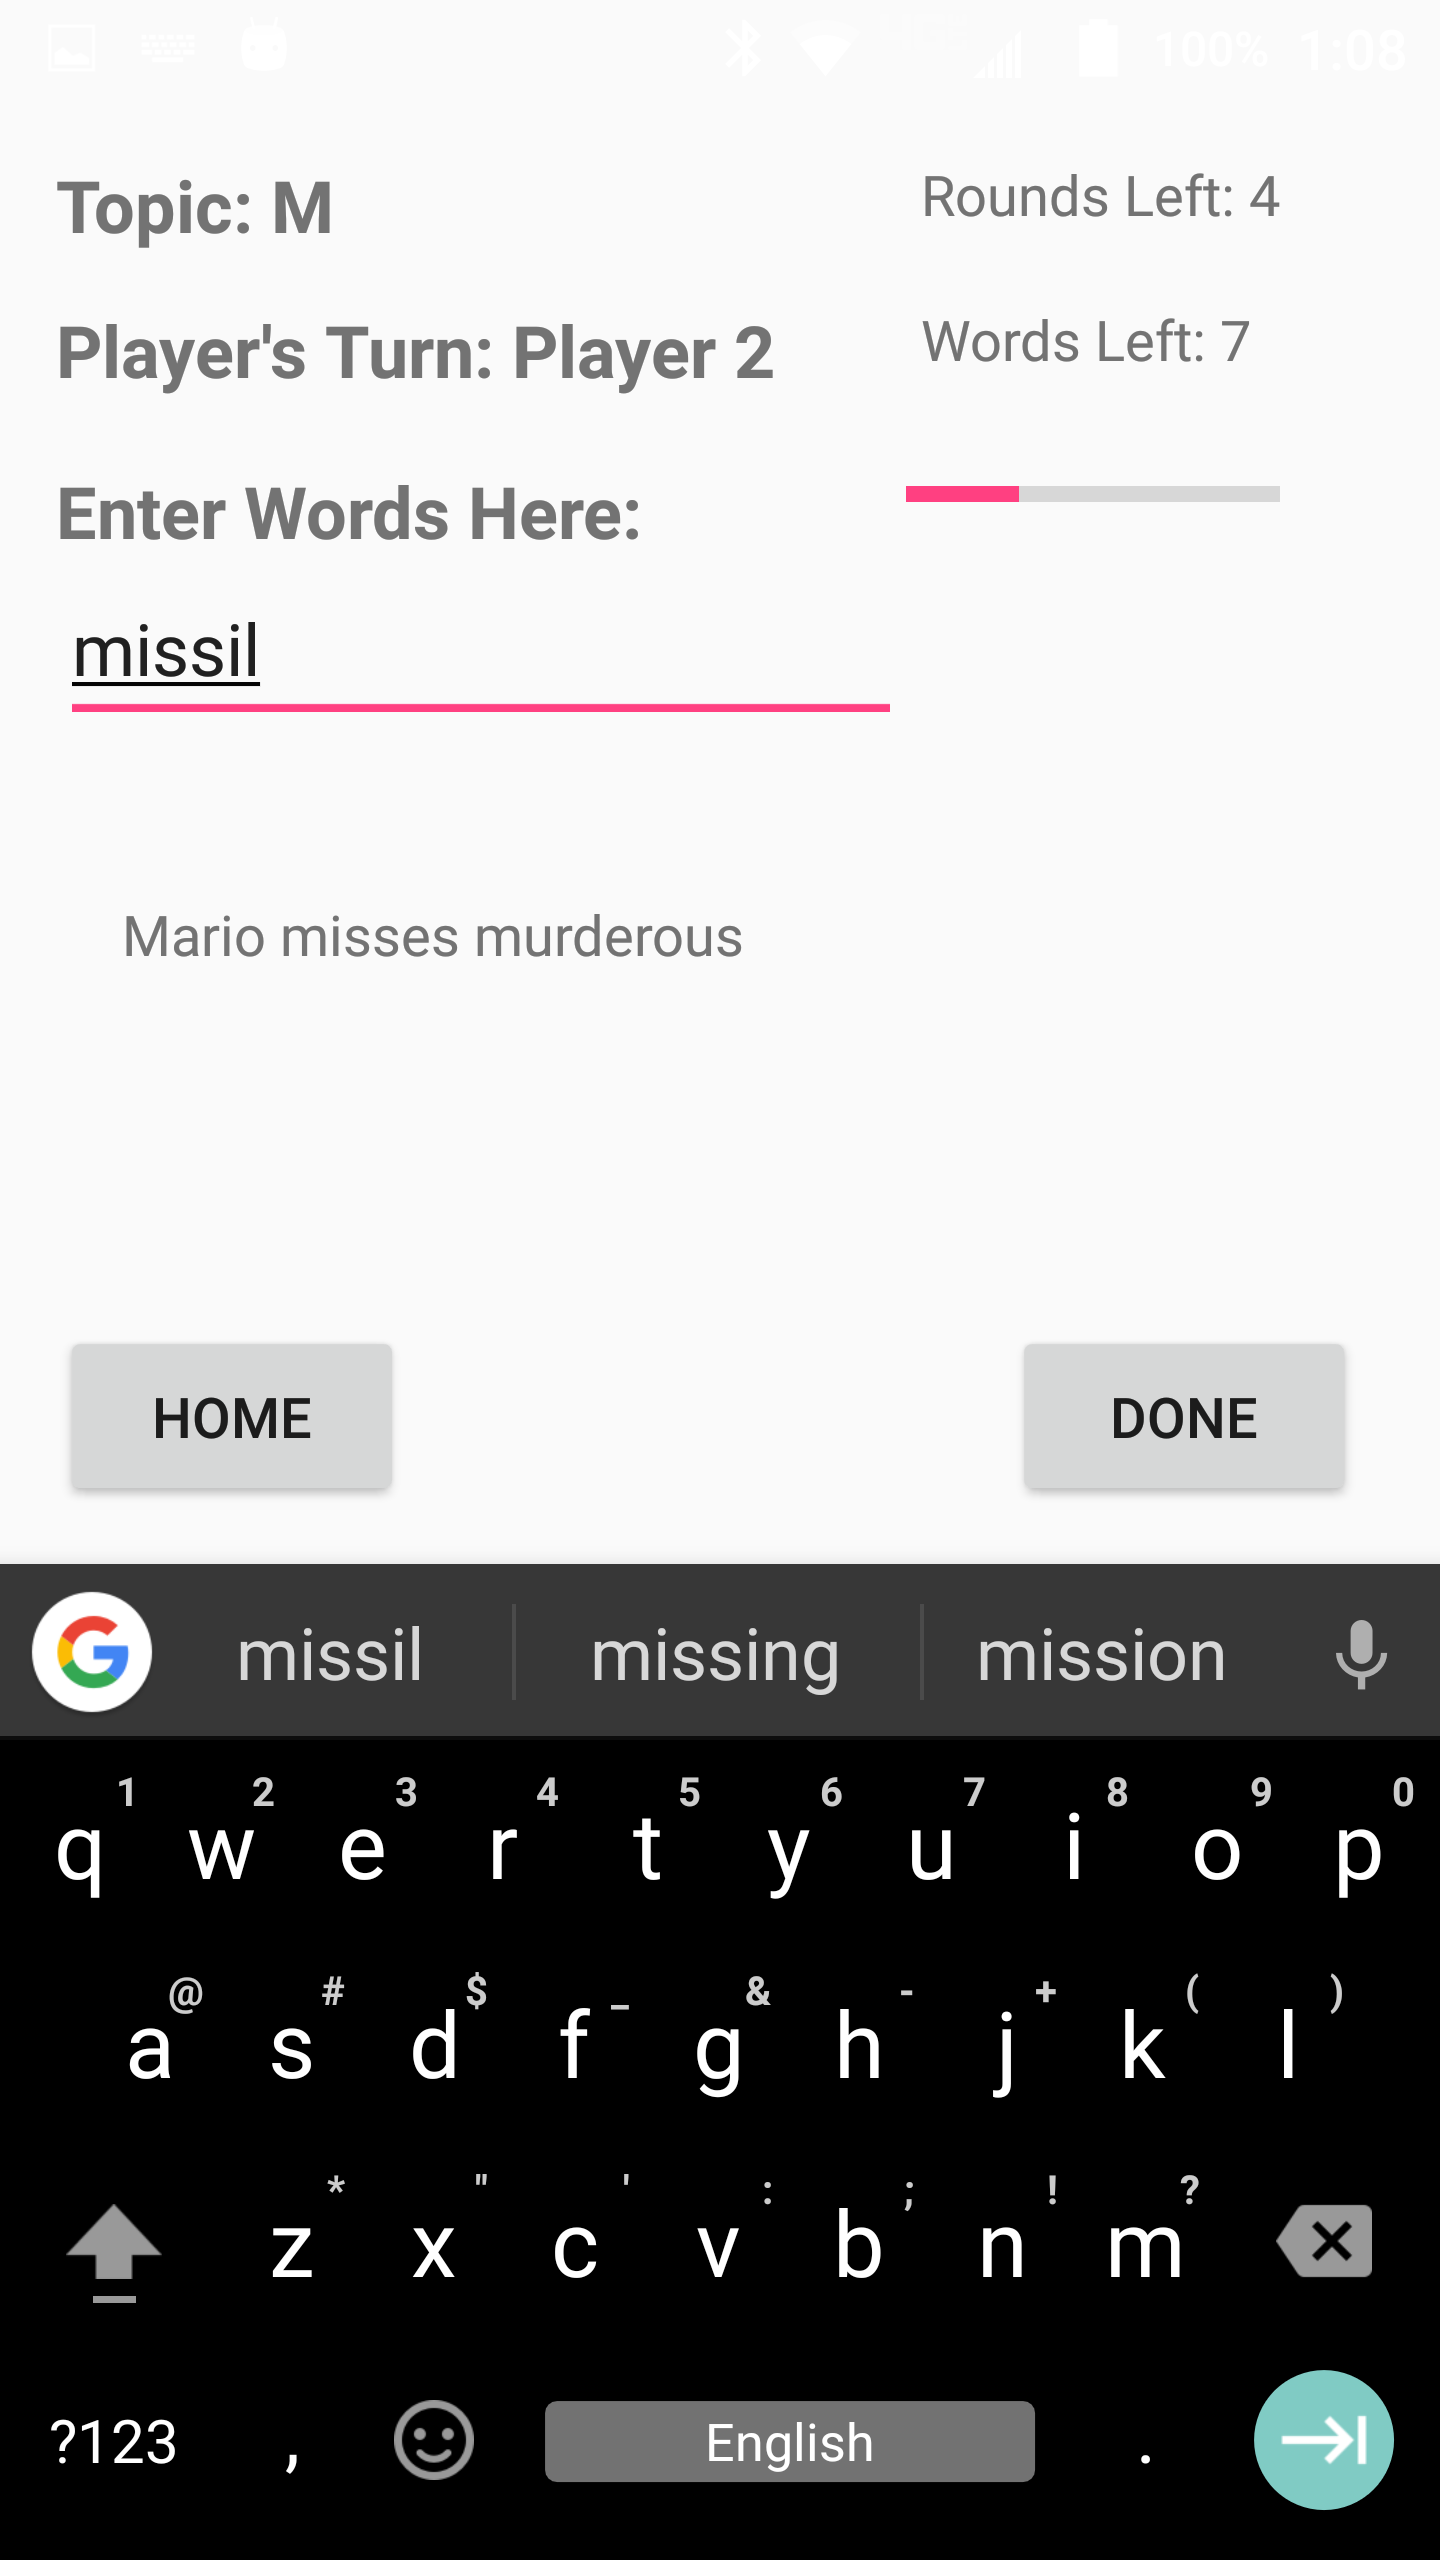 100% 1:08
Topic: M
Rounds Left: 4
Player's Turn: Player 2
Words Left: 7
Enter Words Here:
missil
Mario misses murderous
HOME
DONE
missil missing mission
1 2 3 4 5 6 7 8 9 0
q w e r t y u i o p
@ # $ _ & - + ( )
a s d f g h j k l
* " ' : ; ! ?
z x c v b n m
?123 , English .